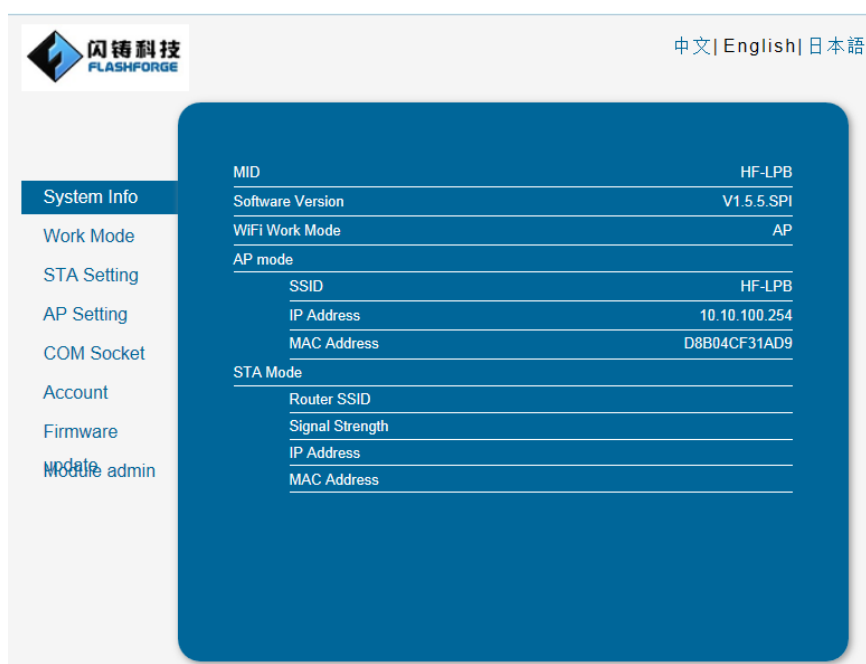 闪铸科技
FLASHFORGE
中文| English| 日本語
MID HF-LPB
System Info
Software Version V1.5.5.SPI
Work Mode
WiFi Work Mode AP
AP mode
STA Setting
SSID HF-LPB
AP Setting
IP Address 10.10.100.254
COM Socket
MAC Address D8B04CF31AD9
STA Mode
Account
Router SSID
Firmware
update
Signal Strength
IP Address
Module admin
MAC Address